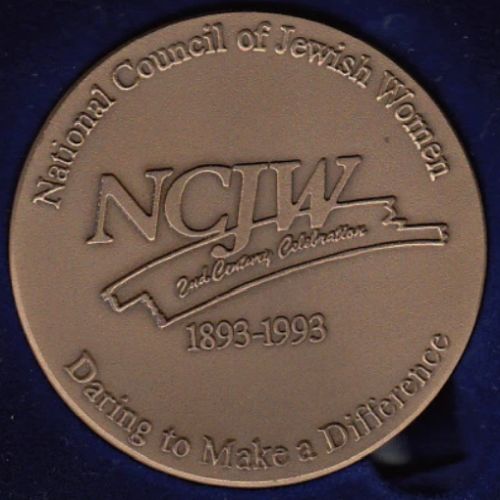 National Council of Jewish Women
NCJW
2nd Century Celebration
1893-1993
Daring to Make a Difference